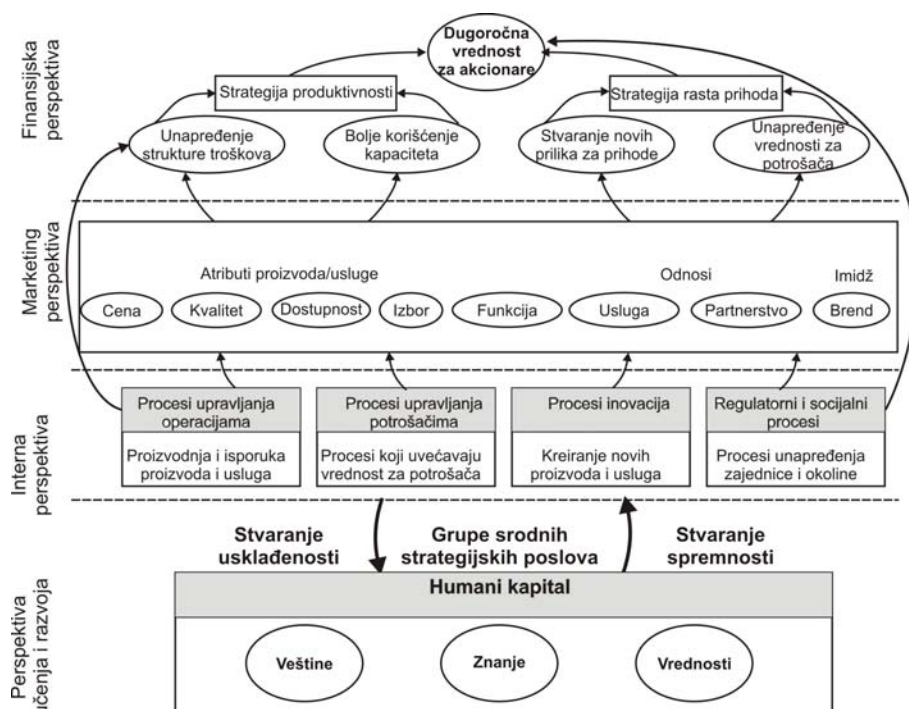 Finansijska
perspektiva
Dugoročna
vrednost
za akcionare
Strategija produktivnosti
Strategija rasta prihoda
Unapređenje
strukture troškova
Bolje korišćenje
kapaciteta
Stvaranje novih
prilika za prihode
Unapređenje
vrednosti za
potrošača
Marketing
perspektiva
Atributi proizvoda/usluge
Odnosi
Imidž
Cena
Kvalitet
Dostupnost
Izbor
Funkcija
Usluga
Partnerstvo
Brend
Interna
perspektiva
Procesi upravljanja
operacijama
Proizvodnja i isporuka
proizvoda i usluga
Procesi upravljanja
potrošačima
Procesi koji uvećavaju
vrednost za potrošača
Procesi inovacija
Kreiranje novih
proizvoda i usluga
Regulatorni i socijalni
procesi
Procesi unapređenja
zajednice i okoline
Stvaranje
usklađenosti
Grupe srodnih
strategijskih poslova
Stvaranje
spremnosti
Perspektiva
učenja i razvoja
Humani kapital
Veštine
Znanje
Vrednosti